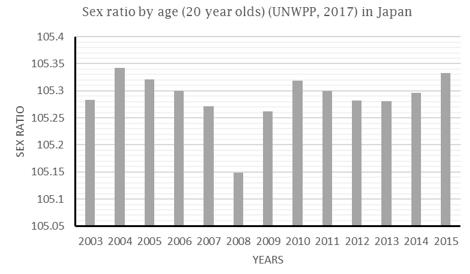 Sex ratio by age (20 year olds) (UNWPP, 2017) in Japan
105.4
105.35
105.3
105.25
105.2
105.15
105.1
105.05
SEX RATIO
2003 2004 2005 2006 2007 2008 2009 2010 2011 2012 2013 2014 2015
YEARS